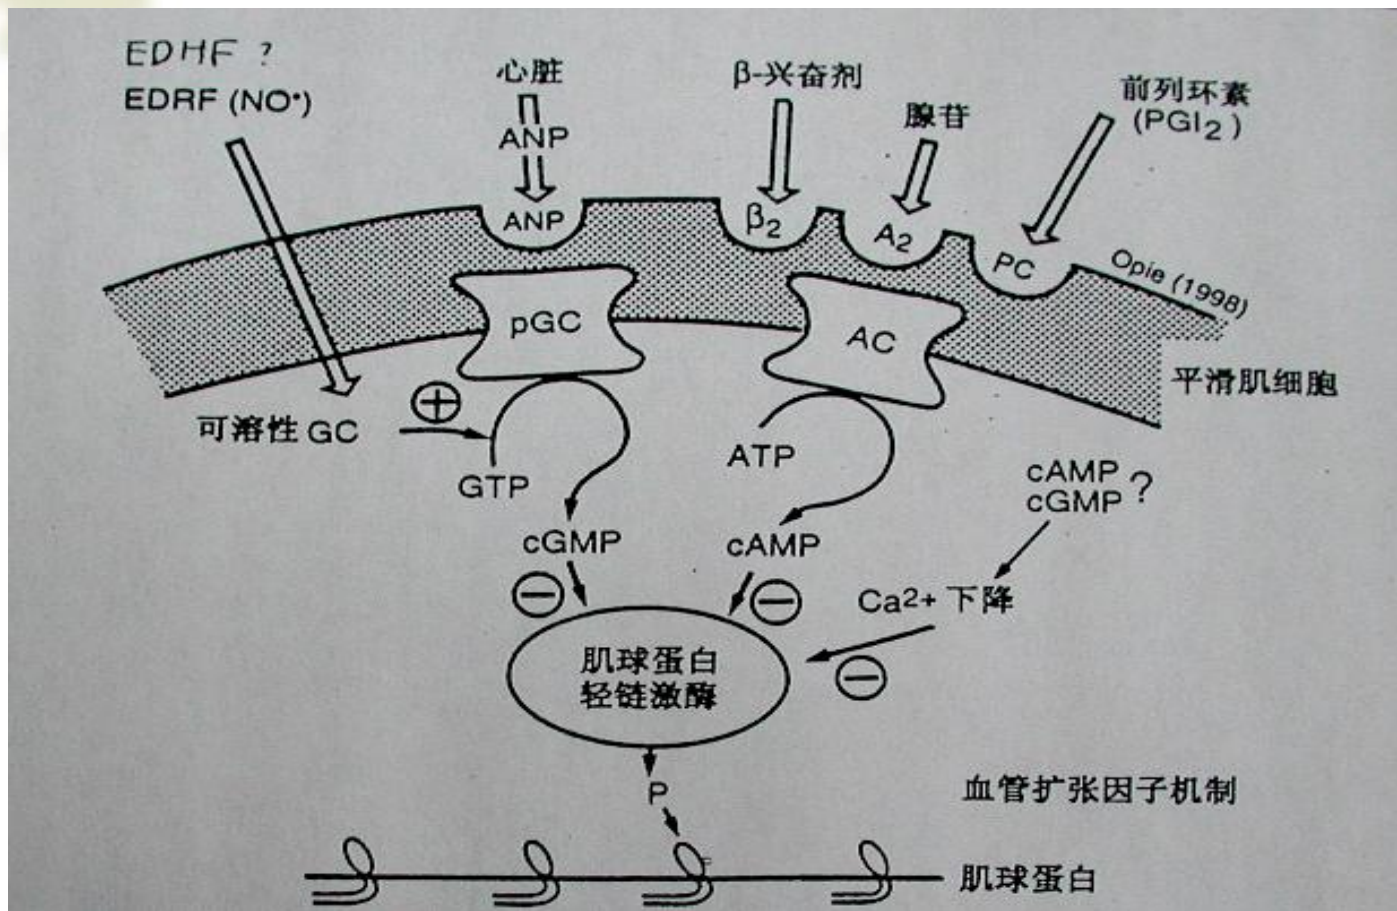 EDHF ?
EDRF (NO•)
心脏
ANP
ANP
β-兴奋剂
β2
腺苷
A2
前列环素
(PGI2)
PC
Opie (1998)
pGC
AC
平滑肌细胞
可溶性 GC
+
GTP
cGMP
ATP
cAMP
cAMP
cGMP ?
Ca2+ 下降
−
−
−
肌球蛋白
轻链激酶
P
血管扩张因子机制
肌球蛋白